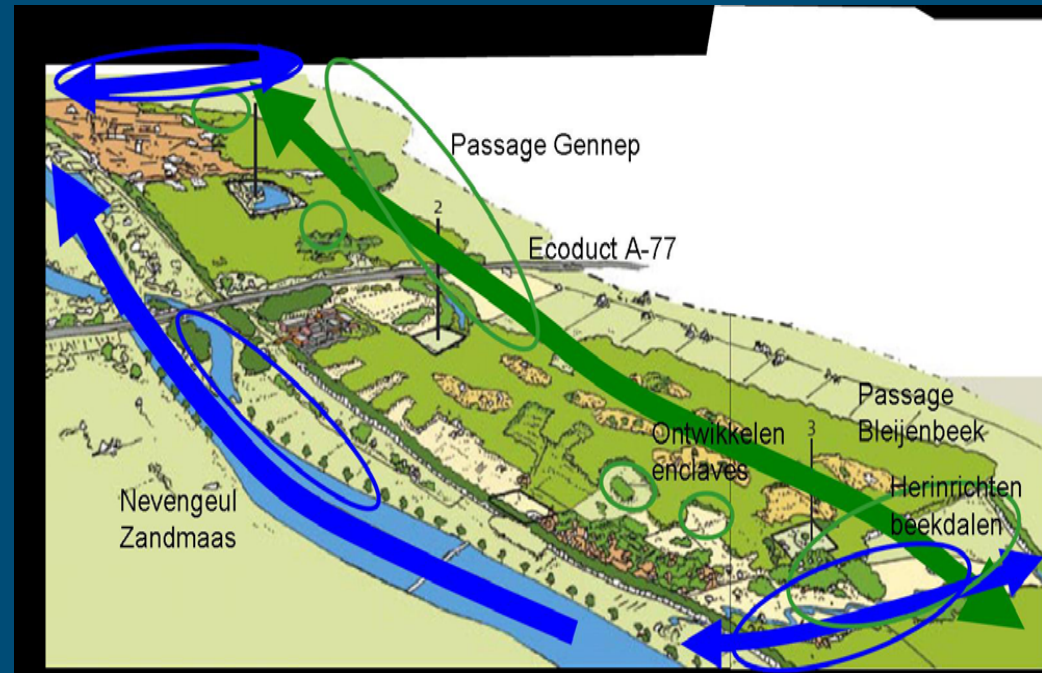 Passage Gennep
2
Ecoduct A-77
Passage
Bleijenbeek
3
Ontwikkelen
enclaves
Herinrichten
beekdalen
Nevengeul
Zandmaas